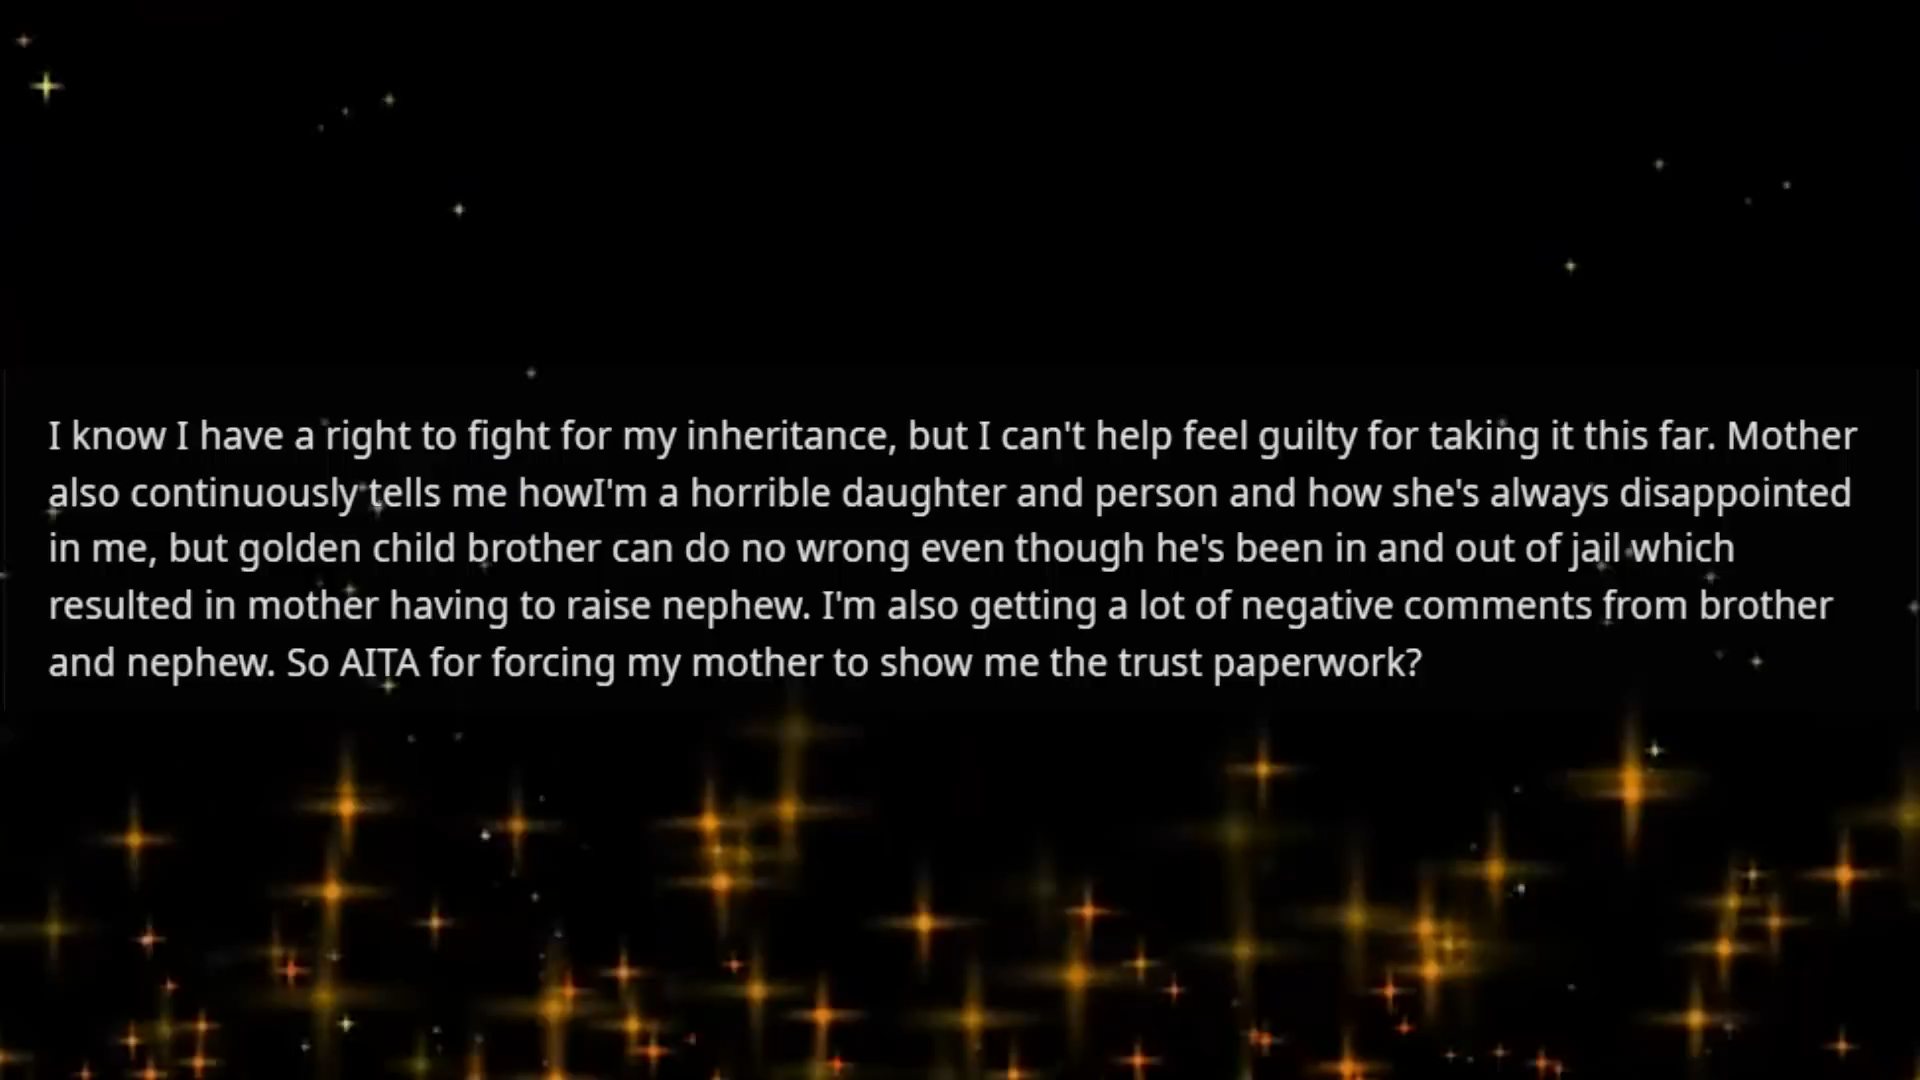 I know I have a right to fight for my inheritance, but I can't help feel guilty for taking it this far. Mother
also continuously tells me howI'm a horrible daughter and person and how she's always disappointed
in me, but golden child brother can do no wrong even though he's been in and out of jail which
resulted in mother having to raise nephew. I'm also getting a lot of negative comments from brother
and nephew. So AITA for forcing my mother to show me the trust paperwork?